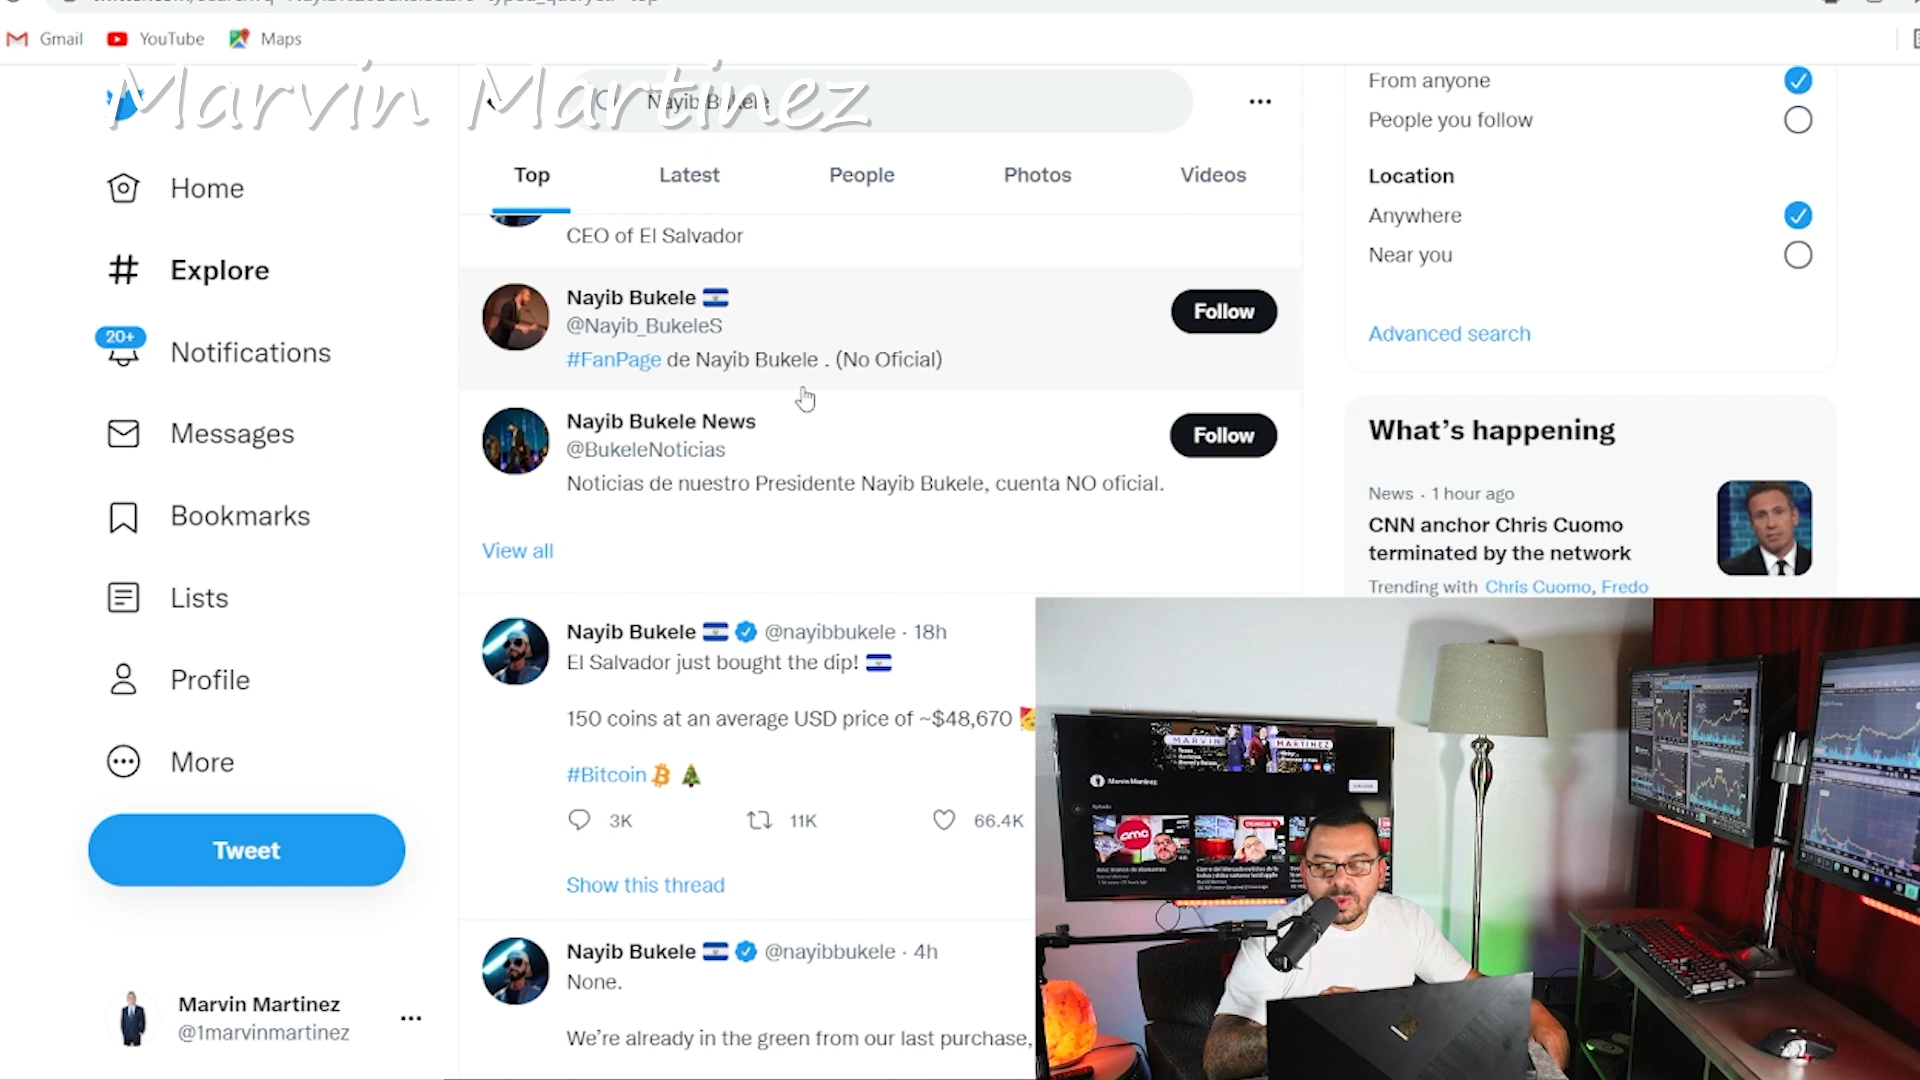 Gmail YouTube Maps
Marvin Martinez
Nayib Bukele
Top Latest People Photos Videos
Home
Explore
20+
Notifications
Messages
Bookmarks
Lists
Profile
More
Tweet
Marvin Martinez
@1marvinmartinez
CEO of El Salvador
Nayib Bukele
@Nayib_BukeleS
#FanPage de Nayib Bukele . (No Oficial)
Follow
Nayib Bukele News
@BukeleNoticias
Noticias de nuestro Presidente Nayib Bukele, cuenta NO oficial.
Follow
View all
Nayib Bukele @nayibbukele · 18h
El Salvador just bought the dip!
150 coins at an average USD price of ~$48,670
#Bitcoin
3K 11K 66.4K
Show this thread
Nayib Bukele @nayibbukele · 4h
None.
We’re already in the green from our last purchase,
From anyone
People you follow
Location
Anywhere
Near you
Advanced search
What’s happening
News · 1 hour ago
CNN anchor Chris Cuomo
terminated by the network
Trending with Chris Cuomo, Fredo
MARVIN MARTINEZ
Marvin Martinez
amc